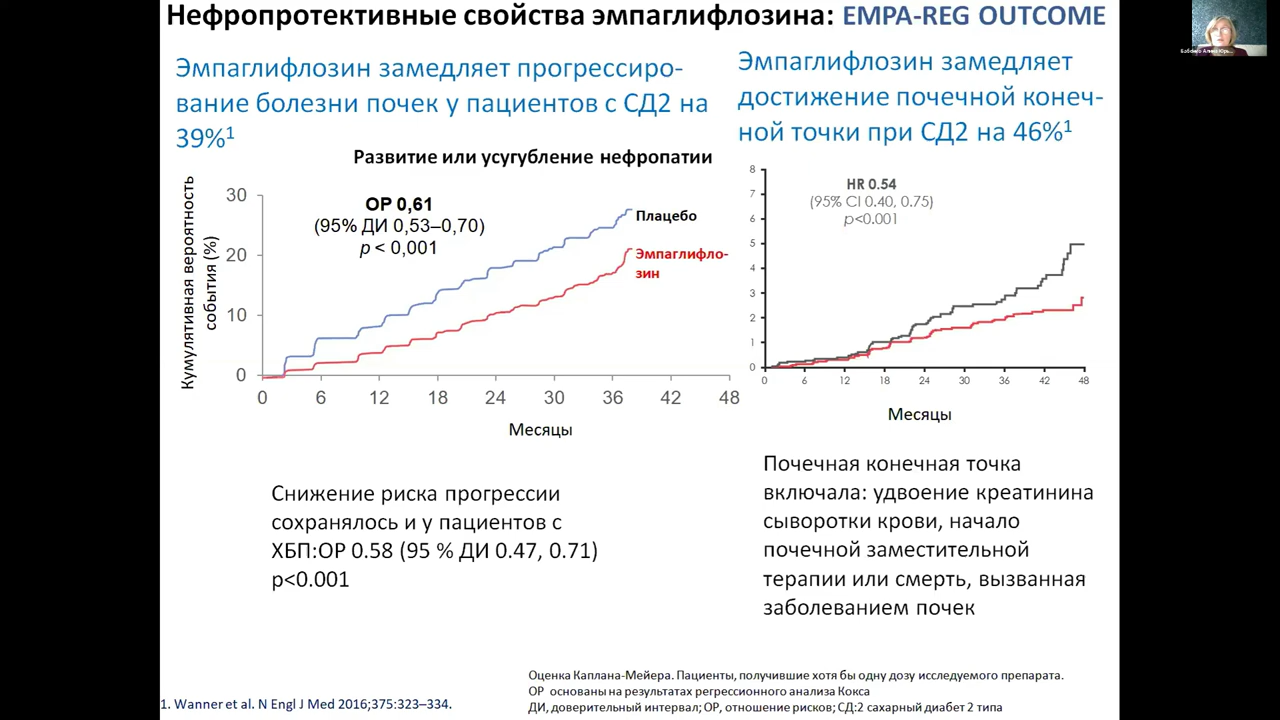 Нефропротективные свойства эмпаглифлозина: EMPA-REG OUTCOME
Эмпаглифлозин замедляет прогрессиро-
вание болезни почек у пациентов с СД2 на
39%¹
Развитие или усугубление нефропатии
Кумулятивная вероятность
события (%)
30
20
10
0
ОР 0,61
(95% ДИ 0,53–0,70)
p < 0,001
Плацебо
Эмпаглифло-
зин
0 6 12 18 24 30 36 42 48
Месяцы
Снижение риска прогрессии
сохранялось и у пациентов с
ХБП:ОР 0.58 (95 % ДИ 0.47, 0.71)
p<0.001
Эмпаглифлозин замедляет
достижение почечной конеч-
ной точки при СД2 на 46%¹
8
7
6
5
4
3
2
1
0
HR 0.54
(95% CI 0.40, 0.75)
p<0.001
0 6 12 18 24 30 36 42 48
Месяцы
Почечная конечная точка
включала: удвоение креатинина
сыворотки крови, начало
почечной заместительной
терапии или смерть, вызванная
заболеванием почек
Оценка Каплана-Мейера. Пациенты, получившие хотя бы одну дозу исследуемого препарата.
ОР основаны на результатах регрессионного анализа Кокса
ДИ, доверительный интервал; ОР, отношение рисков; СД:2 сахарный диабет 2 типа
1. Wanner et al. N Engl J Med 2016;375:323–334.